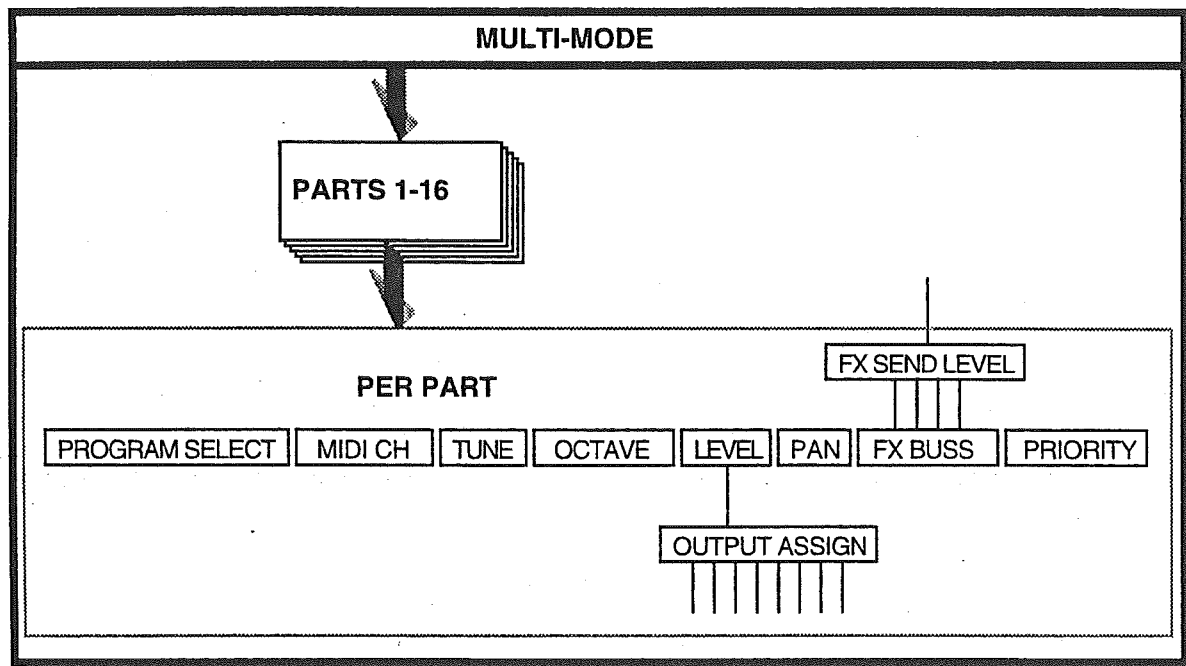 MULTI-MODE
PARTS 1-16
FX SEND LEVEL
PER PART
PROGRAM SELECT MIDI CH TUNE OCTAVE LEVEL PAN FX BUSS PRIORITY
OUTPUT ASSIGN